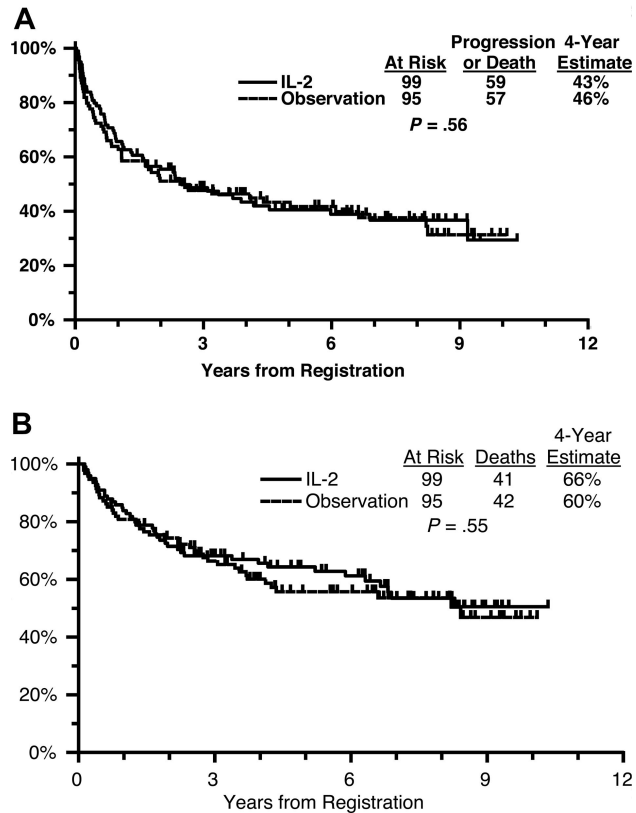 A
Progression 4-Year
At Risk or Death Estimate
IL-2 99 59 43%
Observation 95 57 46%
P = .56
100%
80%
60%
40%
20%
0%
0 3 6 9 12
Years from Registration
B
4-Year
At Risk Deaths Estimate
IL-2 99 41 66%
Observation 95 42 60%
P = .55
100%
80%
60%
40%
20%
0%
0 3 6 9 12
Years from Registration